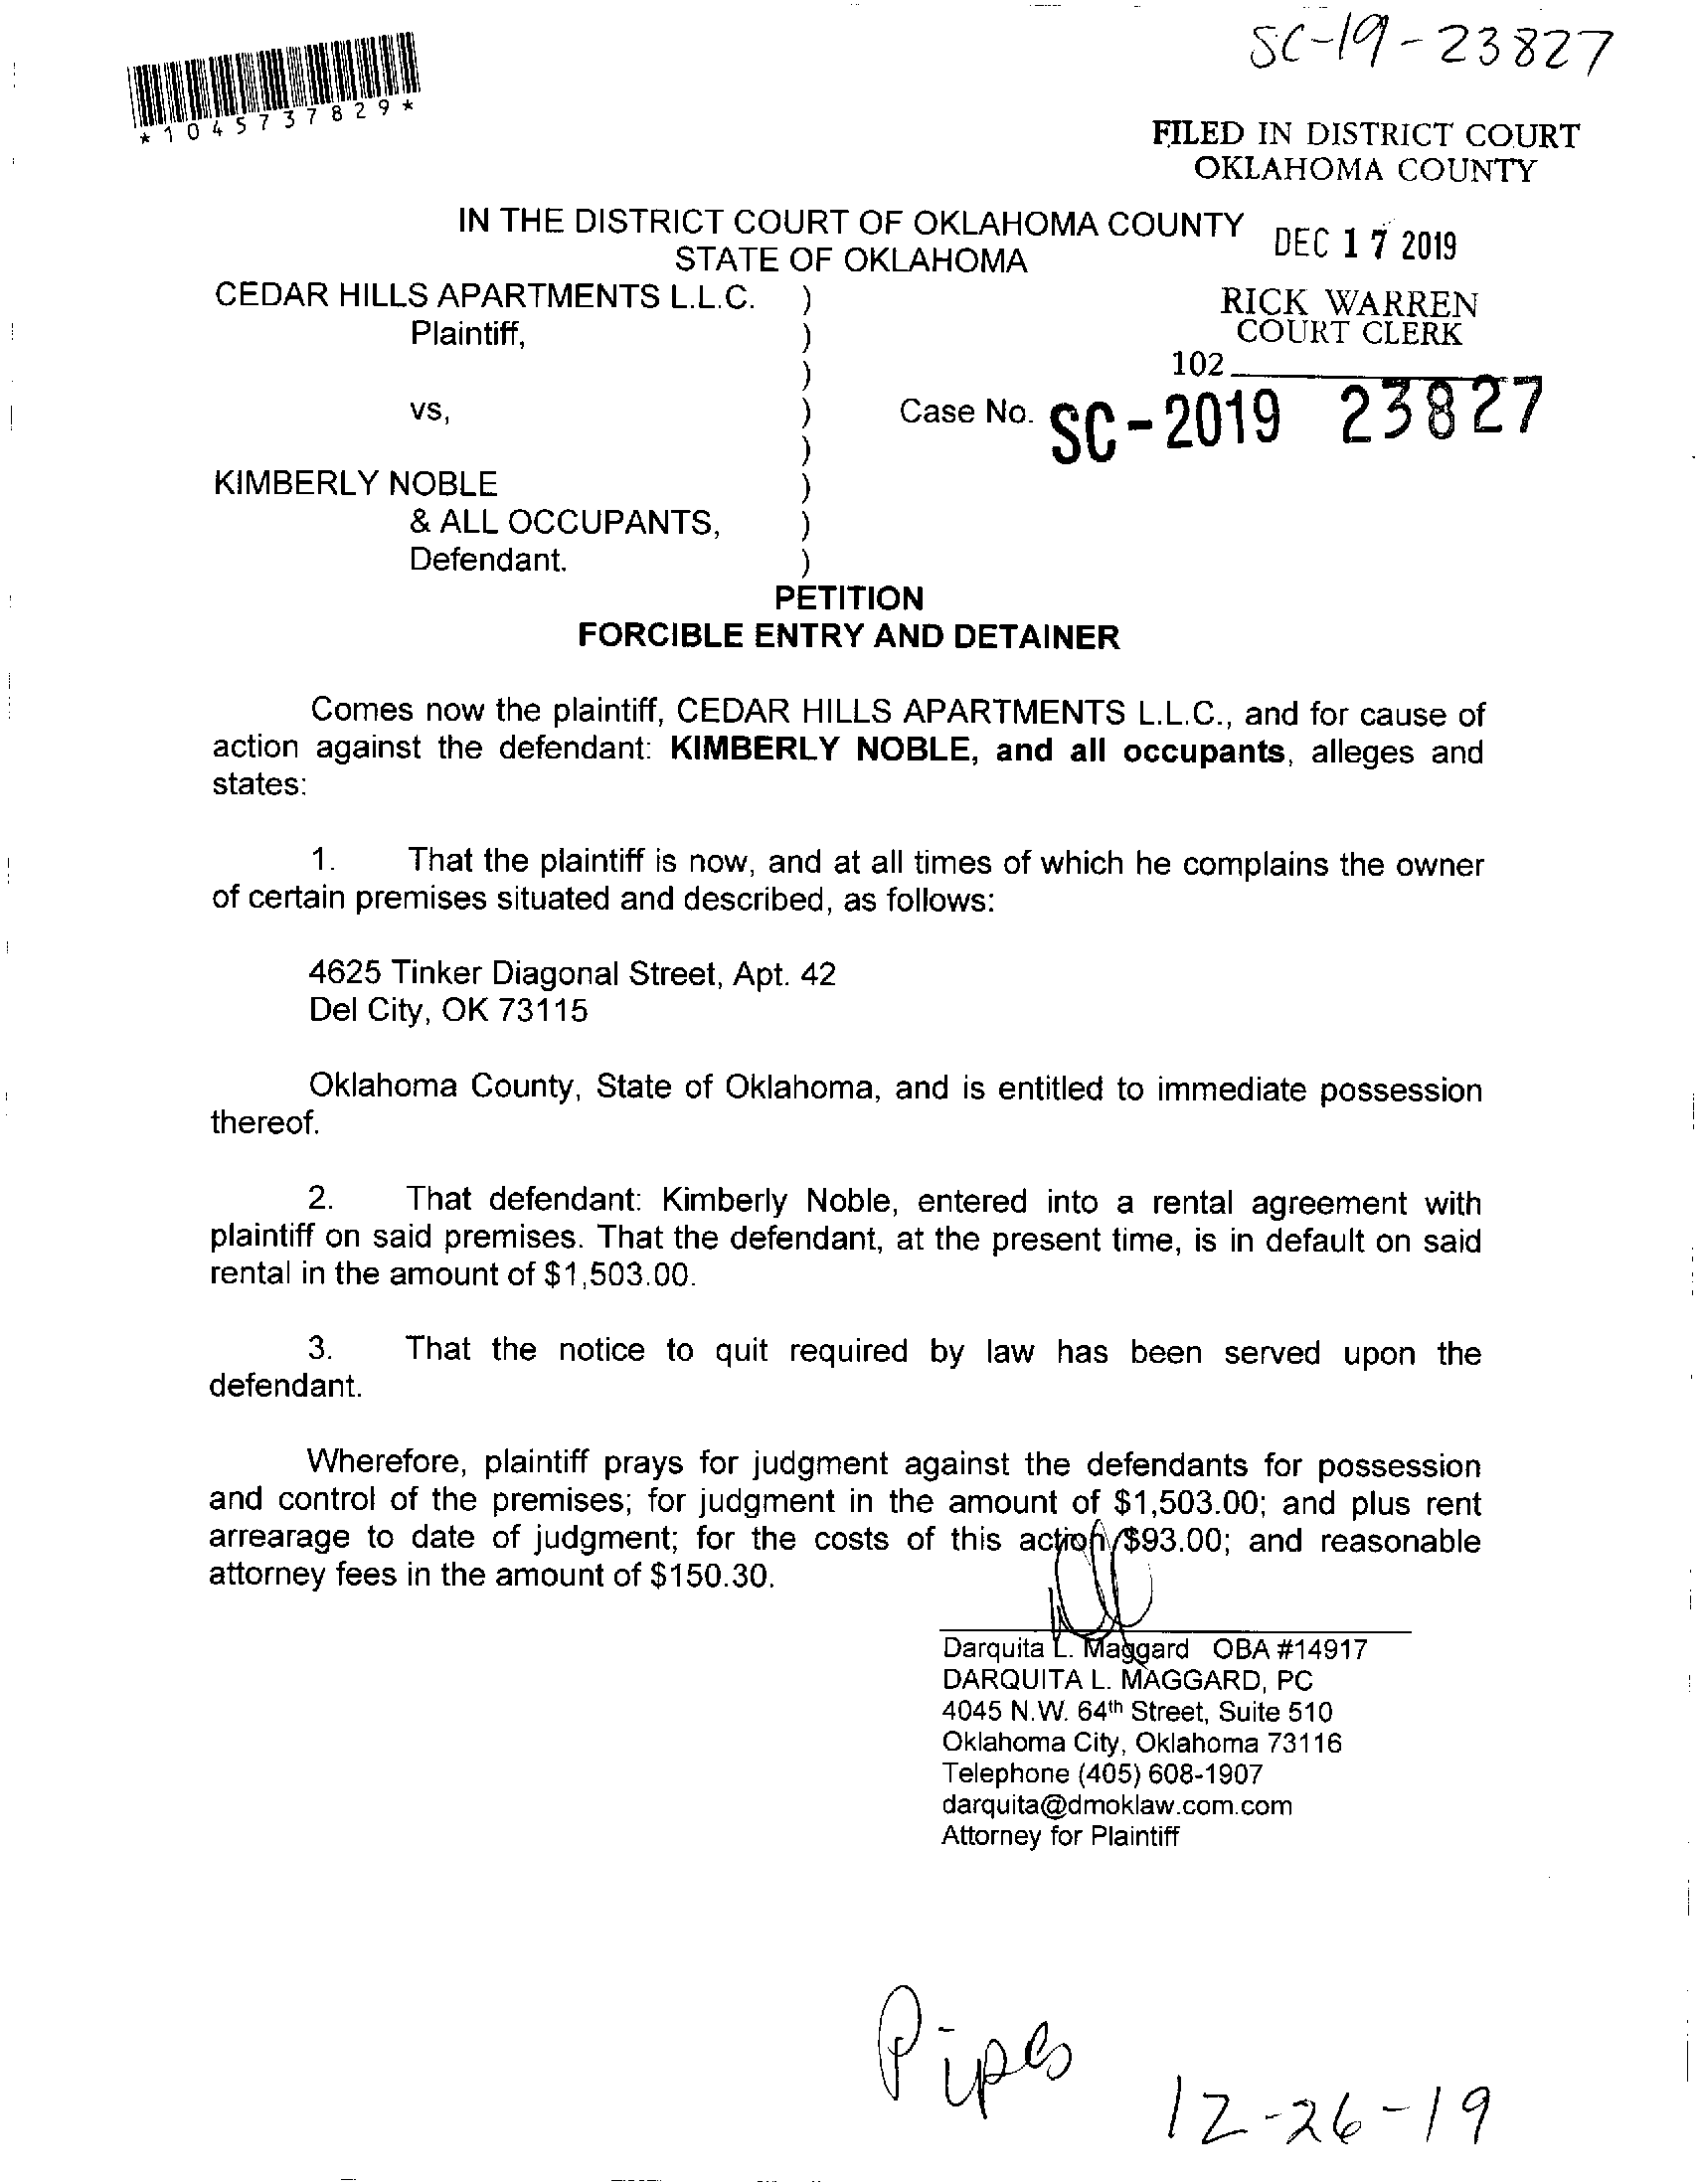 SC-19-23827
*1045737829*
FILED IN DISTRICT COURT
OKLAHOMA COUNTY
IN THE DISTRICT COURT OF OKLAHOMA COUNTY
DEC 17 2019
STATE OF OKLAHOMA
CEDAR HILLS APARTMENTS L.L.C. )
RICK WARREN
Plaintiff, )
COURT CLERK
)
102
vs, )
Case No. SC-2019 23827
)
KIMBERLY NOBLE )
& ALL OCCUPANTS, )
Defendant. )
PETITION
FORCIBLE ENTRY AND DETAINER
Comes now the plaintiff, CEDAR HILLS APARTMENTS L.L.C., and for cause of
action against the defendant: KIMBERLY NOBLE, and all occupants, alleges and
states:
1. That the plaintiff is now, and at all times of which he complains the owner
of certain premises situated and described, as follows:
4625 Tinker Diagonal Street, Apt. 42
Del City, OK 73115
Oklahoma County, State of Oklahoma, and is entitled to immediate possession
thereof.
2. That defendant: Kimberly Noble, entered into a rental agreement with
plaintiff on said premises. That the defendant, at the present time, is in default on said
rental in the amount of $1,503.00.
3. That the notice to quit required by law has been served upon the
defendant.
Wherefore, plaintiff prays for judgment against the defendants for possession
and control of the premises; for judgment in the amount of $1,503.00; and plus rent
arrearage to date of judgment; for the costs of this action $93.00; and reasonable
attorney fees in the amount of $150.30.
Darquita L. Maggard OBA #14917
DARQUITA L. MAGGARD, PC
4045 N.W. 64th Street, Suite 510
Oklahoma City, Oklahoma 73116
Telephone (405) 608-1907
darquita@dmoklaw.com.com
Attorney for Plaintiff
Pipes
12-26-19